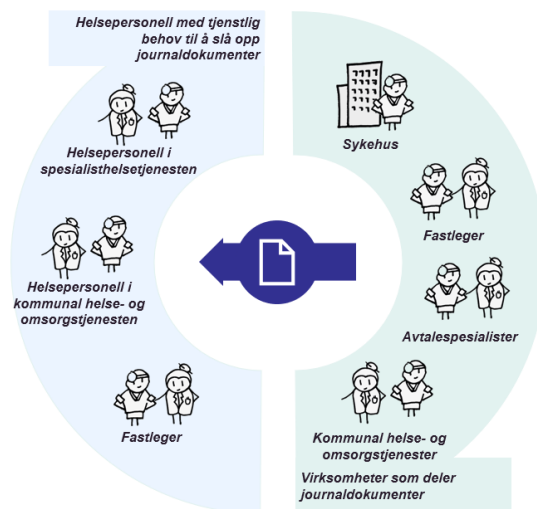 Helsepersonell med tjenstlig
behov til å slå opp
journaldokumenter
Helsepersonell i
spesialisthelsetjenesten
Helsepersonell i
kommunal helse- og
omsorgstjenesten
Fastleger
Sykehus
Fastleger
Avtalespesialister
Kommunal helse- og
omsorgstjenester
Virksomheter som deler
journaldokumenter